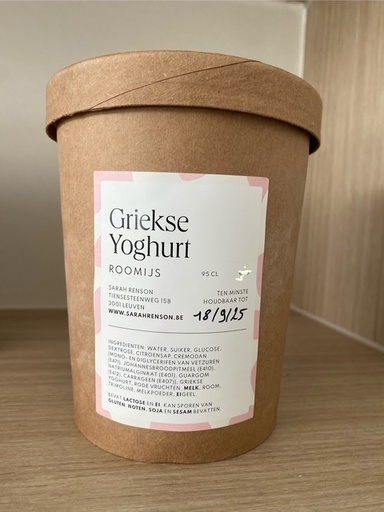 Griekse
Yoghurt
ROOMIJS
95 CL
SARAH RENSON
TIENSESTEENWEG 158
3001 LEUVEN
WWW.SARAHRENSON.BE
TEN MINSTE
HOUDBAAR TOT
18/9/25
INGREDIENTEN: WATER, SUIKER, GLUCOSE,
DEXTROSE, CITROENSAP, CREMODAN
(MONO- EN DIGLYCERIFEN VAN VETZUREN
(E471), JOHANNESBROODPITMEEL (E410),
NATRIUMALGINAAT (E401), GUARGOM
(E412), CARRAGEEN (E407)), GRIEKSE
YOGHURT, RODE VRUCHTEN, MELK, ROOM,
TRIMOLINE, MELKPOEDER, EIGEEL.
BEVAT LACTOSE EN EI. KAN SPOREN VAN
GLUTEN, NOTEN, SOJA EN SESAM BEVATTEN.